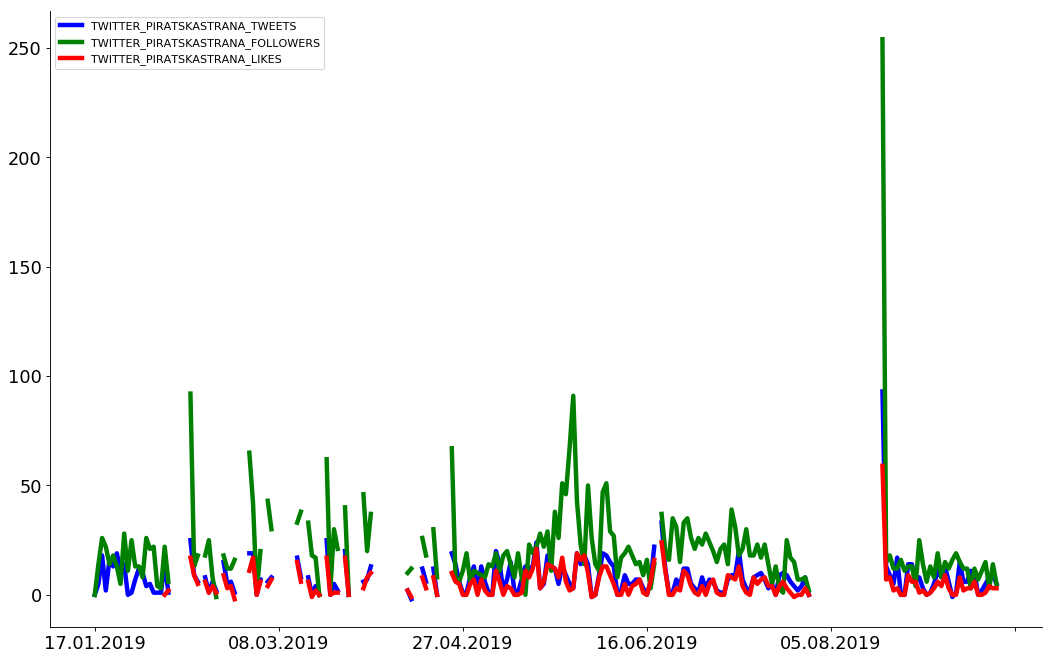 TWITTER_PIRATSKASTRANA_TWEETS
TWITTER_PIRATSKASTRANA_FOLLOWERS
TWITTER_PIRATSKASTRANA_LIKES
250
200
150
100
50
0
17.01.2019 08.03.2019 27.04.2019 16.06.2019 05.08.2019